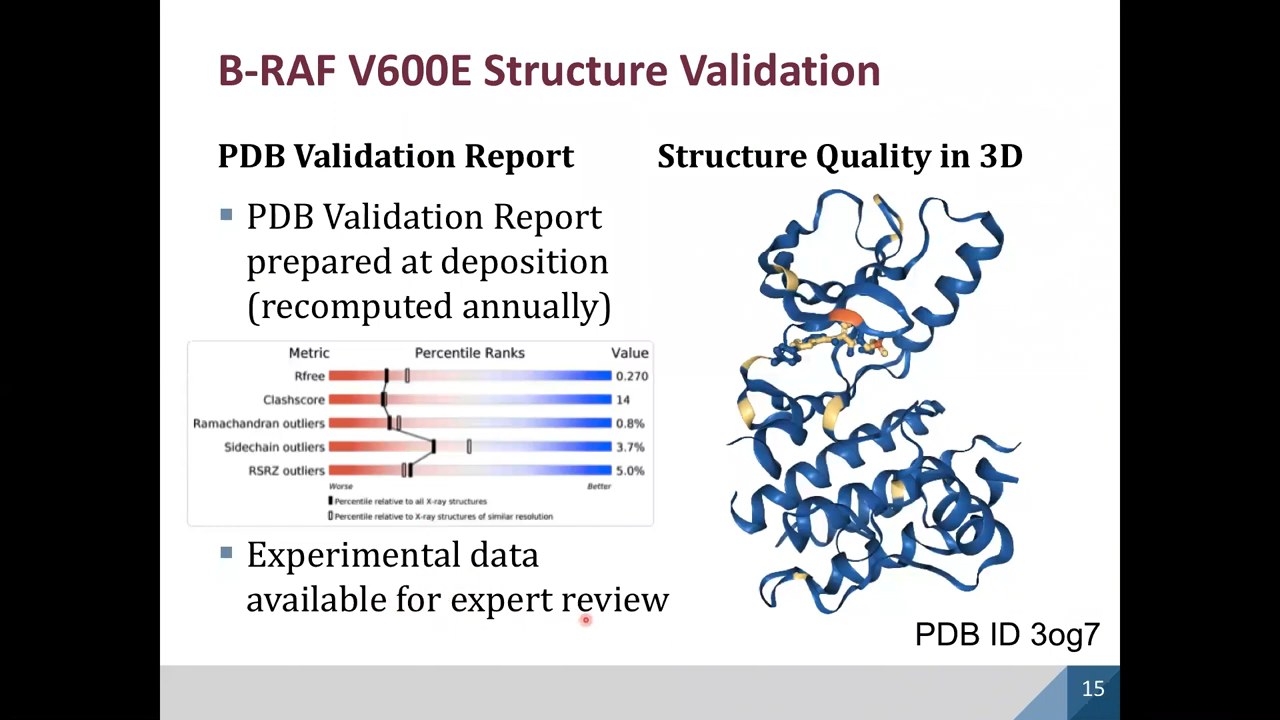 B-RAF V600E Structure Validation
PDB Validation Report
PDB Validation Report
prepared at deposition
(recomputed annually)
Metric Percentile Ranks Value
Rfree 0.270
Clashscore 14
Ramachandran outliers 0.8%
Sidechain outliers 3.7%
RSRZ outliers 5.0%
Worse Better
Percentile relative to all X-ray structures
Percentile relative to X-ray structures of similar resolution
Experimental data
available for expert review
Structure Quality in 3D
PDB ID 3og7
15